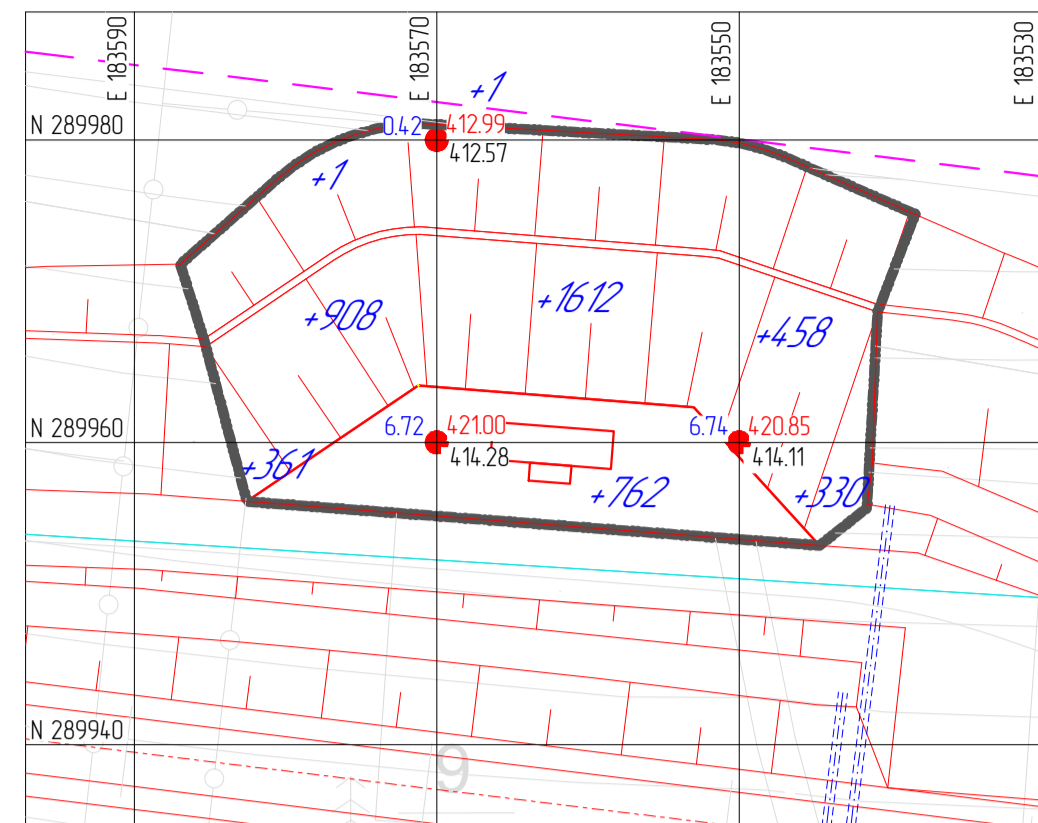 E 183590
E 183570
E 183550
E 183530
+1
N 289980
0.42 412.99
412.57
+1
+908
+1612
+458
N 289960
6.72 421.00
414.28
6.74 420.85
414.11
+361
+762
+330
N 289940
9